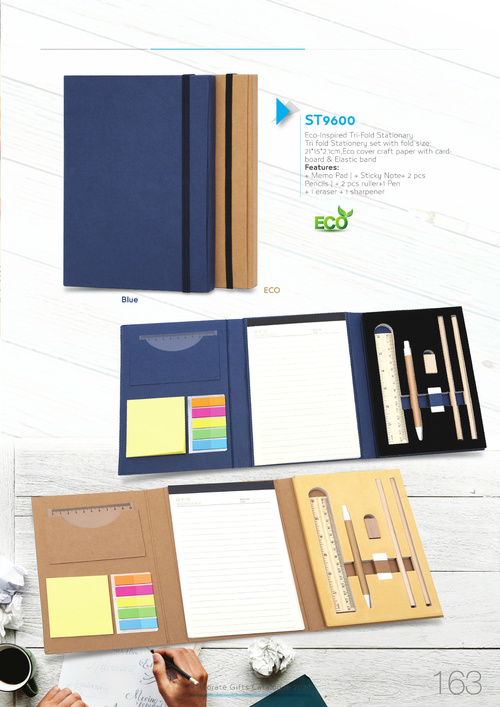 ST9600
Eco-Inspired Tri-Fold Stationary
Tri fold Stationery set with fold size:
21*15*2.1cm,Eco cover craft paper with card-
board & Elastic band
Features:
+ Memo Pad | + Sticky Note+ 2 pcs
Pencils | + 2 pcs ruler+1 Pen
+ 1 eraser + 1 sharpener
ECO
ECO
Blue
Gifts
163